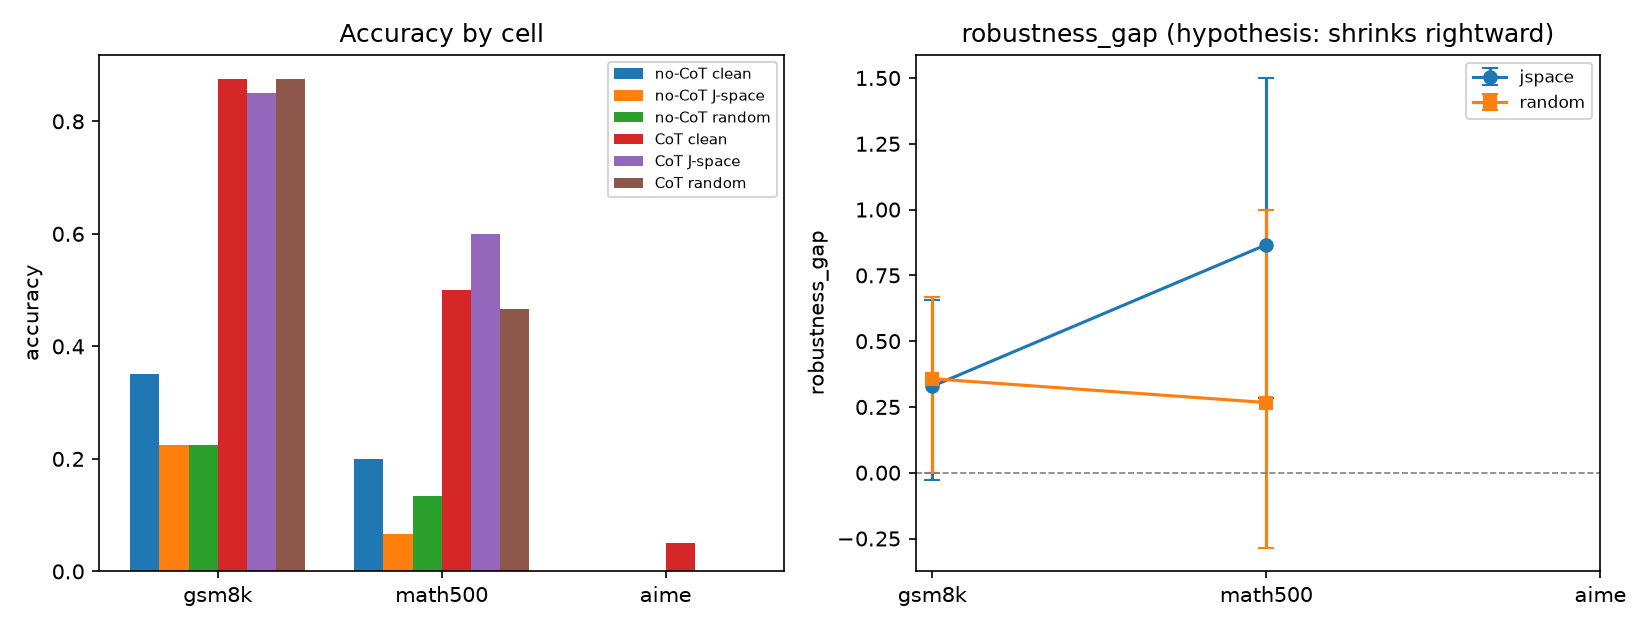 Accuracy by cell
accuracy
0.8
0.6
0.4
0.2
0.0
gsm8k
math500
aime
no-CoT clean
no-CoT J-space
no-CoT random
CoT clean
CoT J-space
CoT random
robustness_gap (hypothesis: shrinks rightward)
robustness_gap
1.50
1.25
1.00
0.75
0.50
0.25
0.00
−0.25
gsm8k
math500
aime
jspace
random